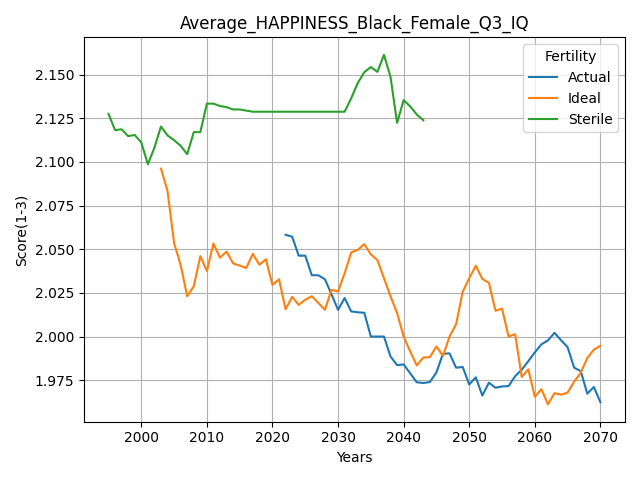 Average_HAPPINESS_Black_Female_Q3_IQ
Fertility
Actual
Ideal
Sterile
Score(1-3)
2.150
2.125
2.100
2.075
2.050
2.025
2.000
1.975
2000 2010 2020 2030 2040 2050 2060 2070
Years